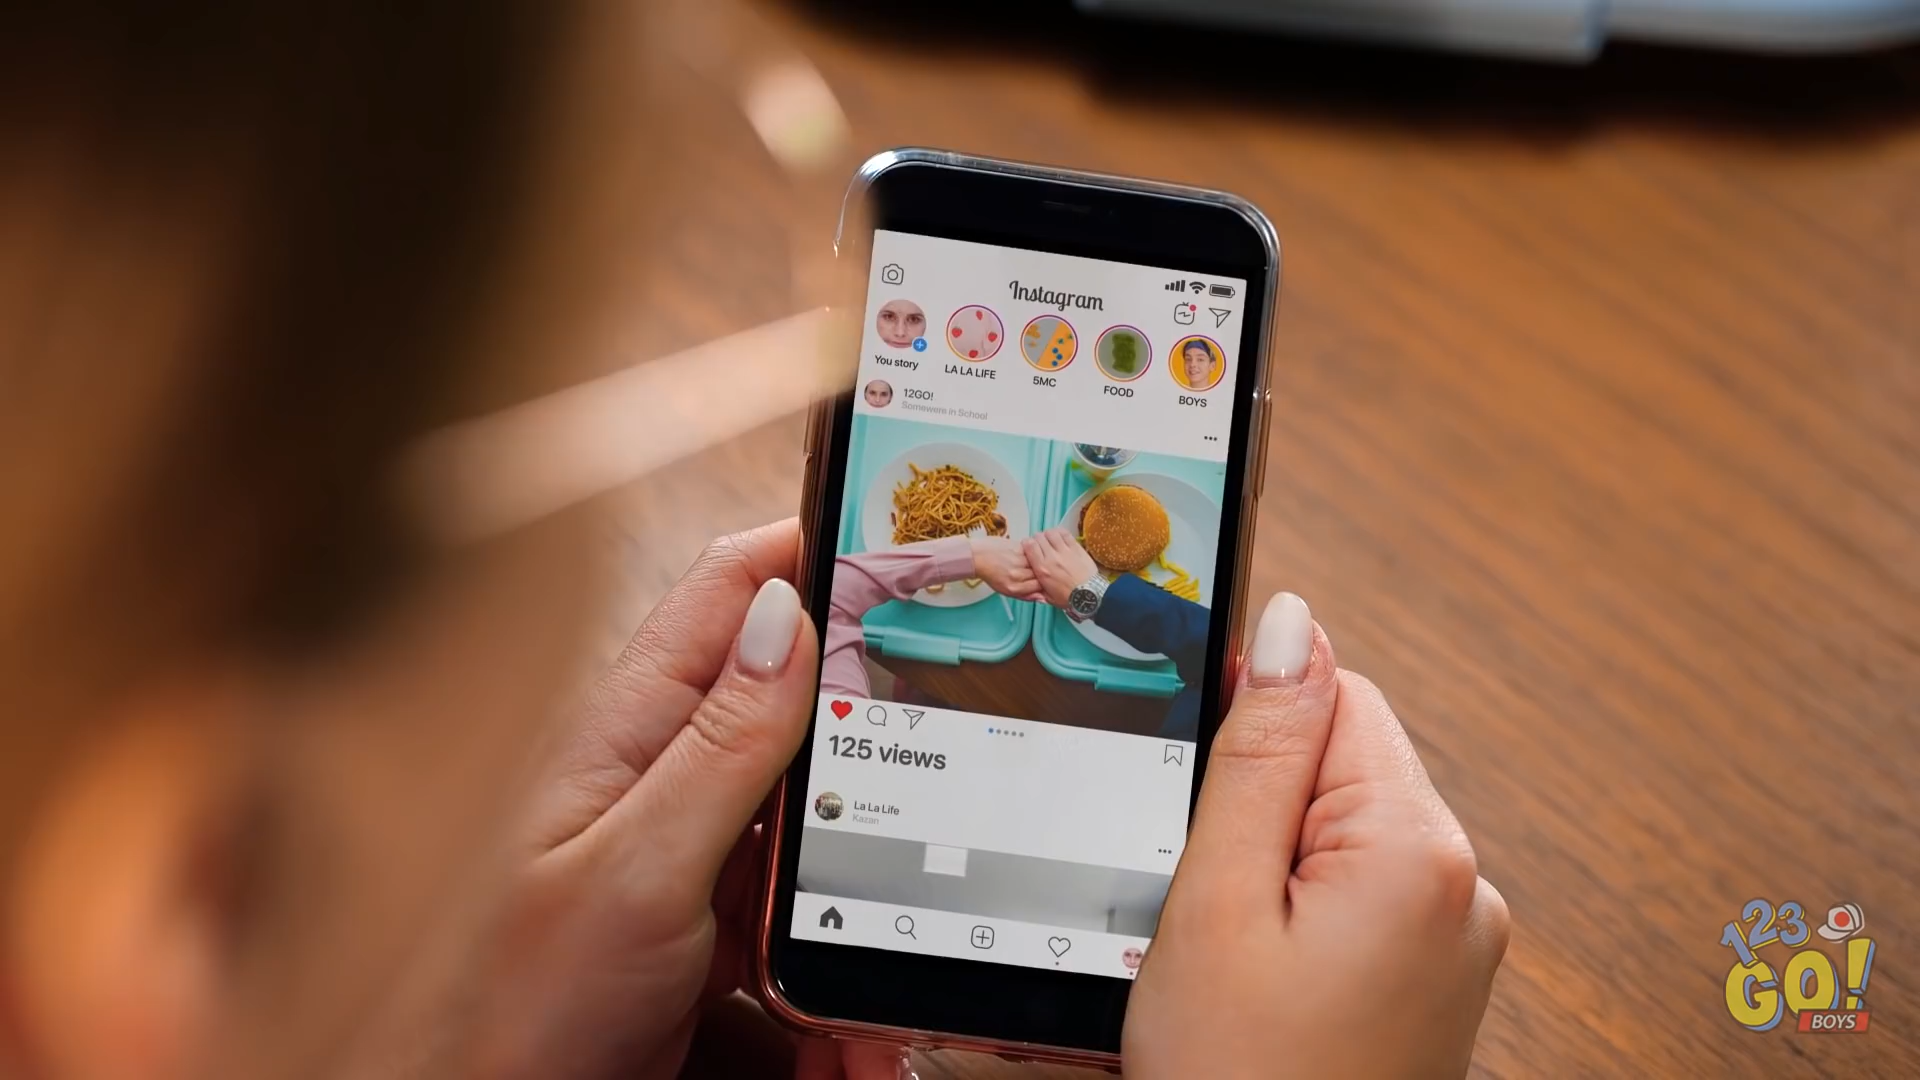 Instagram
You story
LA LA LIFE
5MC
FOOD
BOYS
12GO!
Somewere in School
125 views
La La Life
Kazan
123
GO!
BOYS